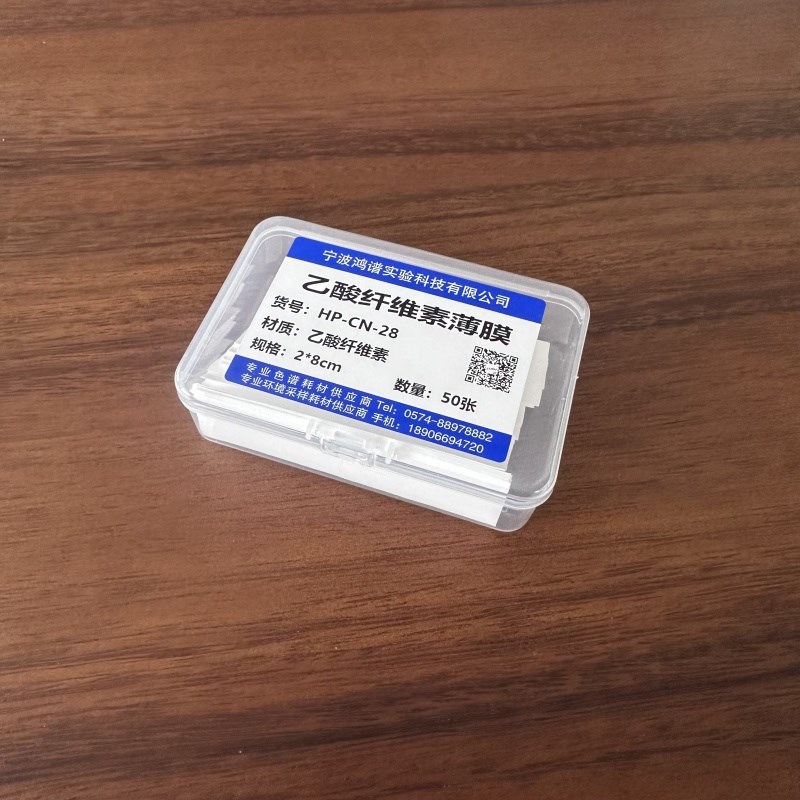 宁波鸿谱实验科技有限公司
乙酸纤维素薄膜
货号：HP-CN-28
材质：乙酸纤维素
规格：2*8cm
数量：50张
专业色谱耗材供应商 Tel：0574-88978882
专业环境采样耗材供应商 手机：18906694720